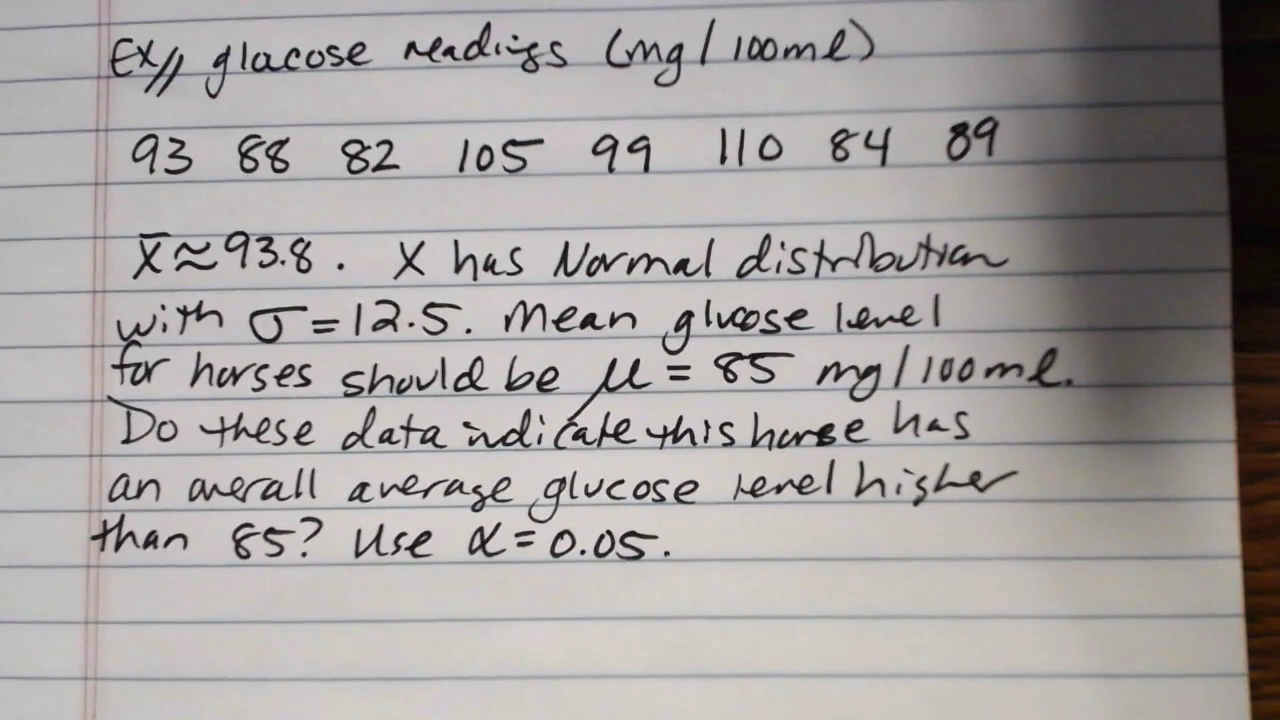 Ex// glucose readings (mg/100ml)
93 88 82 105 99 110 84 89
x̄≈93.8. X has Normal distribution
with σ=12.5. Mean glucose level
for horses should be μ = 85 mg/100ml.
Do these data indicate this horse has
an overall average glucose level higher
than 85? Use α=0.05.